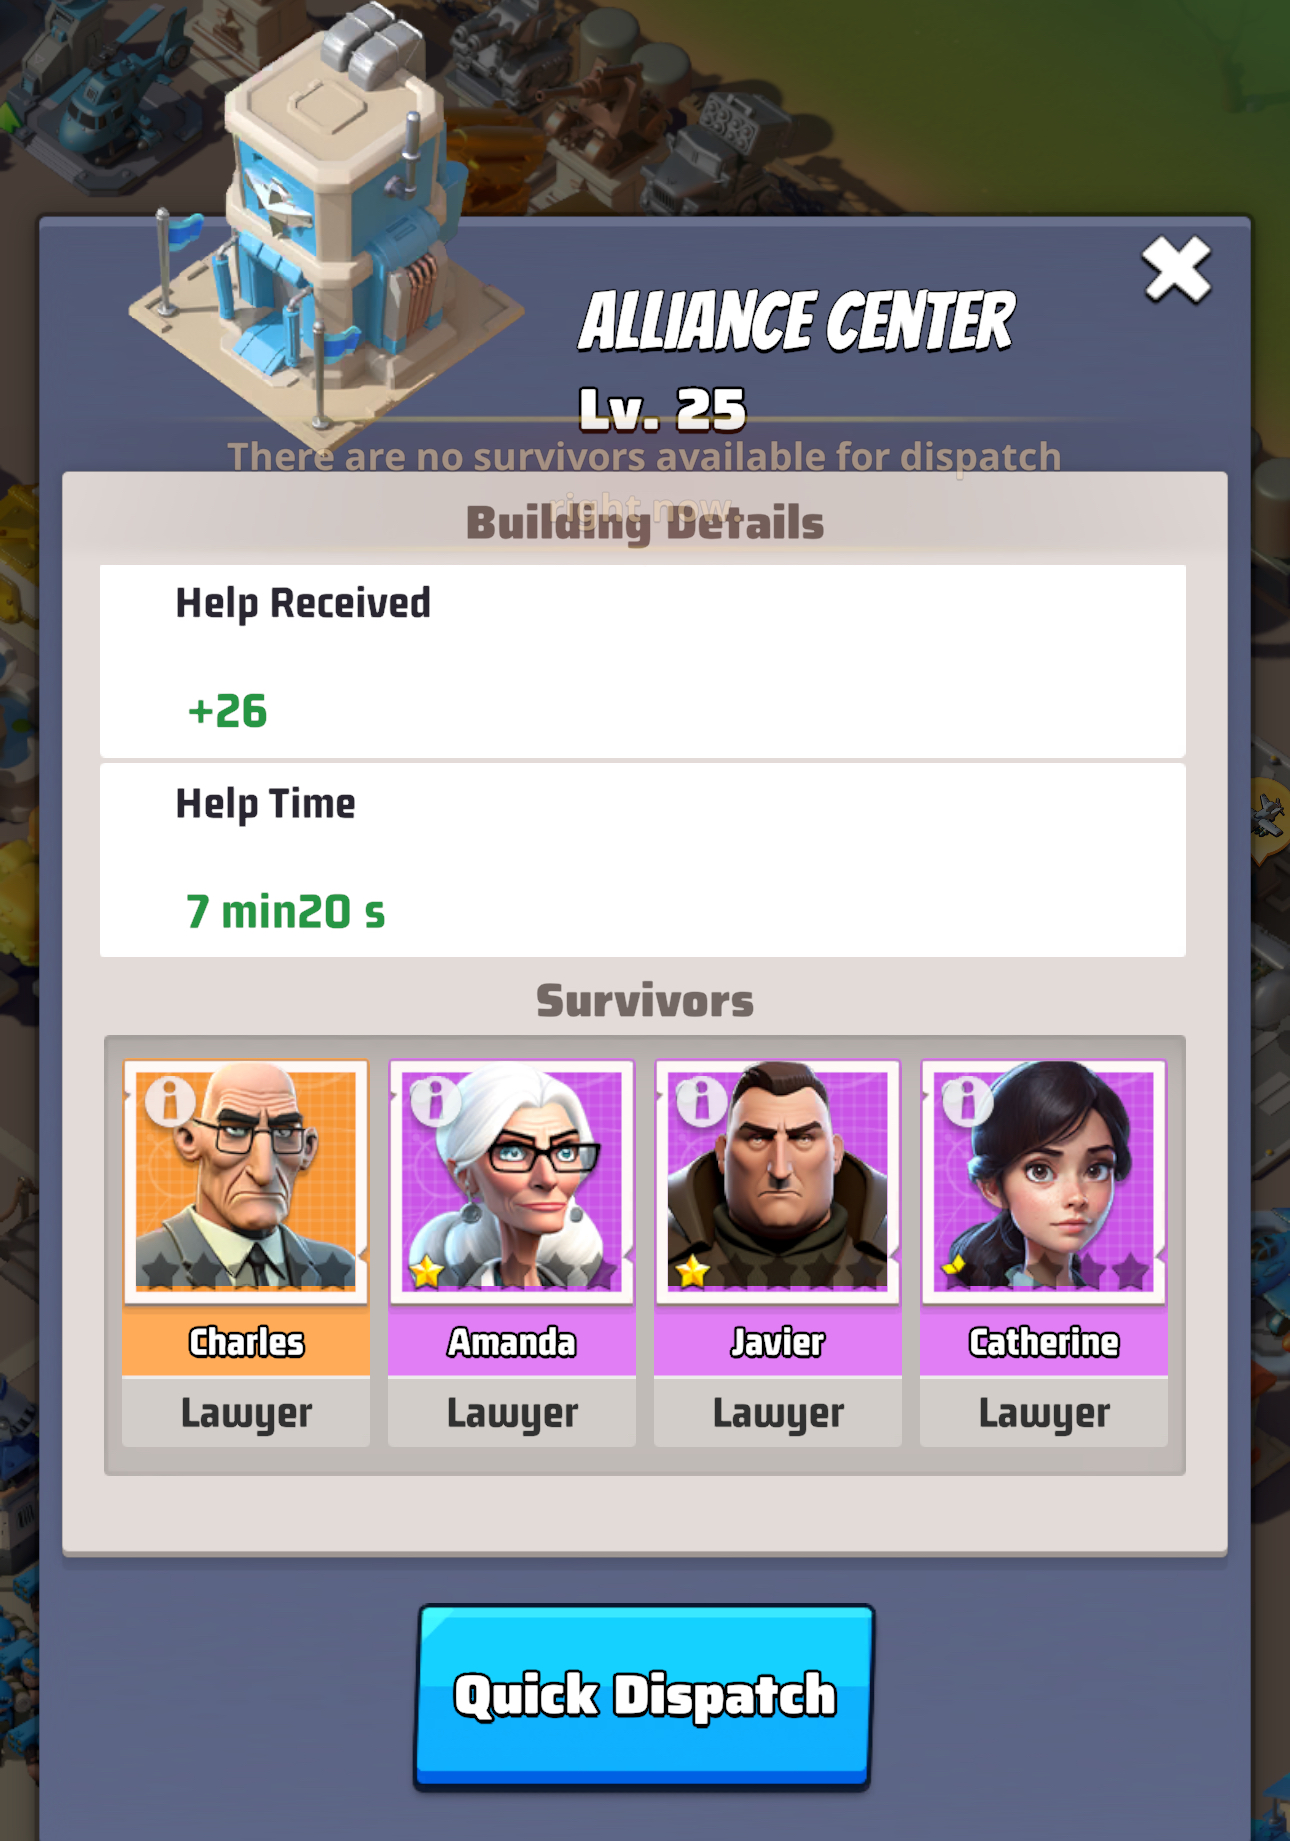 ALLIANCE CENTER
Lv. 25
There are no survivors available for dispatch
right now.
Building Details
Help Received
+26
Help Time
7 min20 s
Survivors
Charles
Amanda
Javier
Catherine
Lawyer
Lawyer
Lawyer
Lawyer
Quick Dispatch